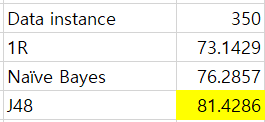 Data instance 350
1R 73.1429
Naïve Bayes 76.2857
J48 81.4286